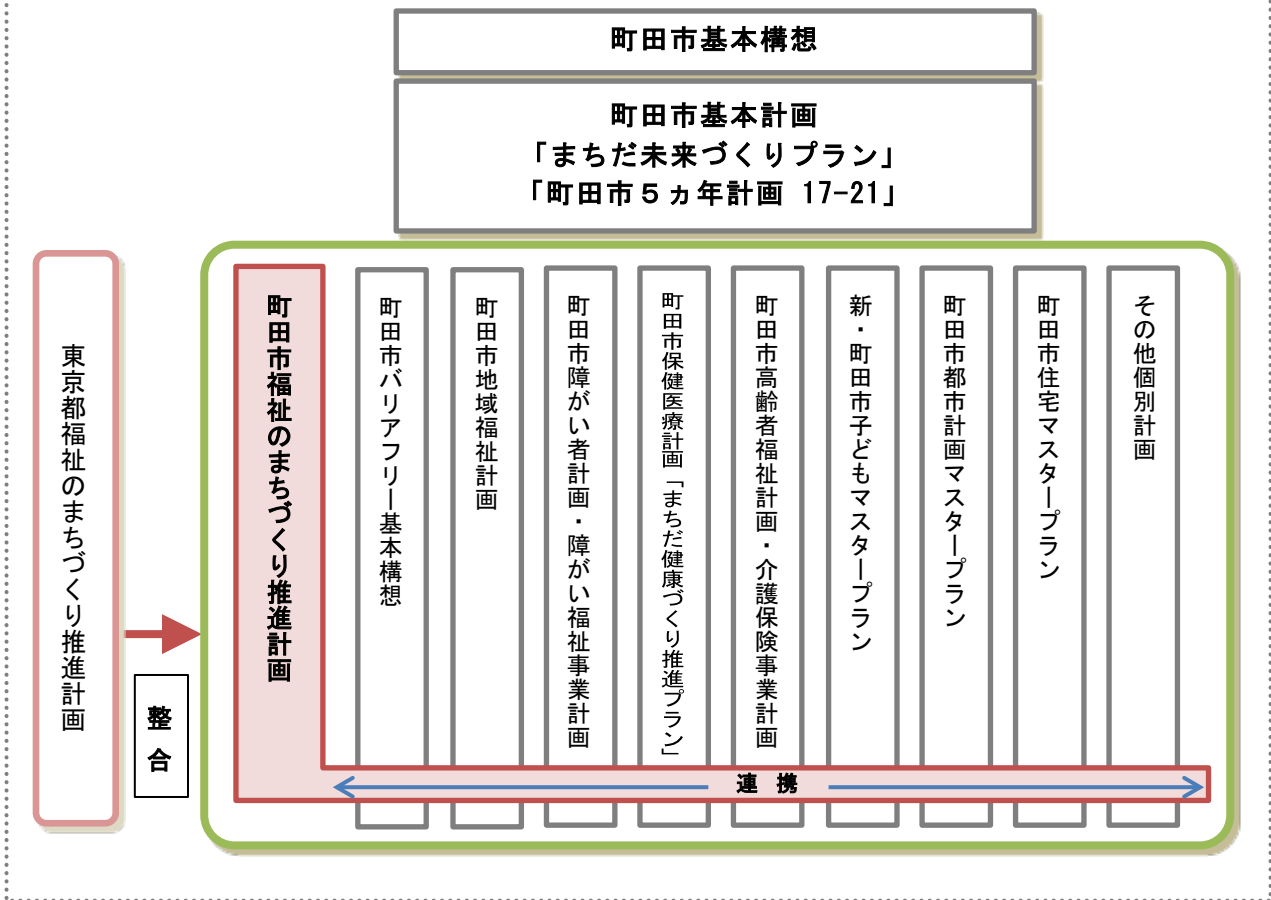 町田市基本構想
町田市基本計画
「まちだ未来づくりプラン」
「町田市５ヵ年計画 17-21」
東京都福祉のまちづくり推進計画
整合
町田市福祉のまちづくり推進計画
町田市バリアフリー基本構想
町田市地域福祉計画
町田市障がい者計画・障がい福祉事業計画
町田市保健医療計画「まちだ健康づくり推進プラン」
町田市高齢者福祉計画・介護保険事業計画
新・町田市子どもマスタープラン
町田市都市計画マスタープラン
町田市住宅マスタープラン
その他個別計画
連 携